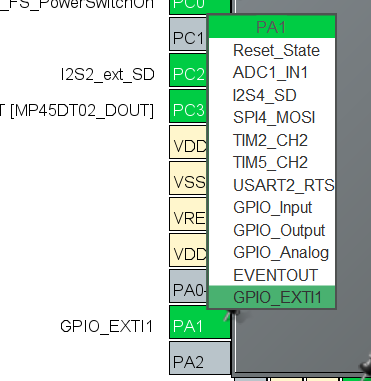 _FS_PowerSwitchOn
PC0
PA1
PC1
Reset_State
I2S2_ext_SD
PC2
ADC1_IN1
I2S4_SD
T [MP45DT02_DOUT]
PC3
SPI4_MOSI
VDD
TIM2_CH2
TIM5_CH2
VSS
USART2_RTS
VRE
GPIO_Input
GPIO_Output
VDD
GPIO_Analog
EVENTOUT
PA0-
GPIO_EXTI1
GPIO_EXTI1
PA1
PA2